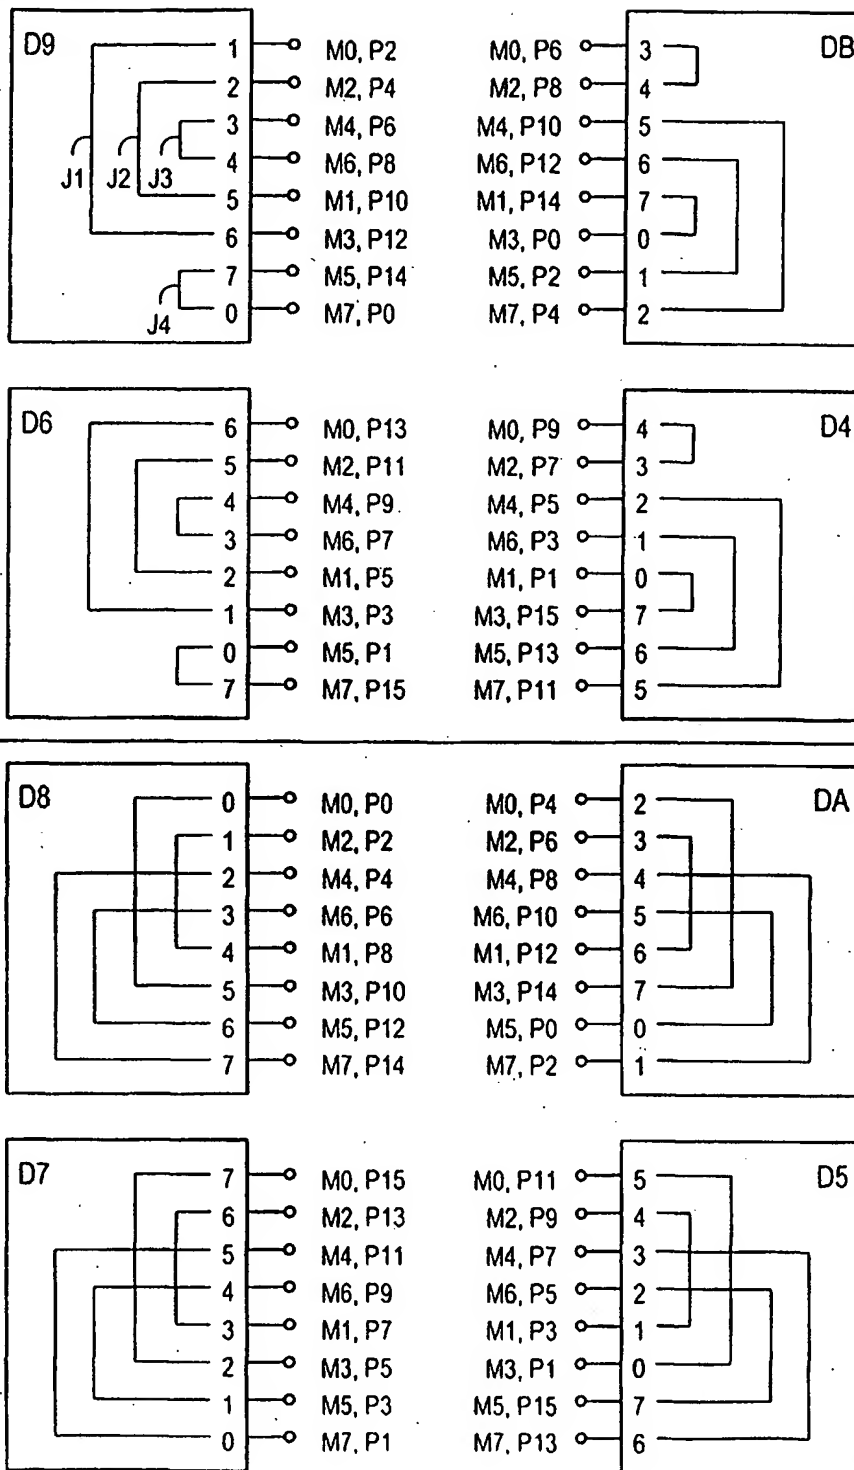 D9
1 M0, P2
2 M2, P4
3 M4, P6
4 M6, P8
J1 J2 J3
5 M1, P10
6 M3, P12
7 M5, P14
J4
0 M7, P0
DB
M0, P6 3
M2, P8 4
M4, P10 5
M6, P12 6
M1, P14 7
M3, P0 0
M5, P2 1
M7, P4 2
D6
6 M0, P13
5 M2, P11
4 M4, P9
3 M6, P7
2 M1, P5
1 M3, P3
0 M5, P1
7 M7, P15
D4
M0, P9 4
M2, P7 3
M4, P5 2
M6, P3 1
M1, P1 0
M3, P15 7
M5, P13 6
M7, P11 5
D8
0 M0, P0
1 M2, P2
2 M4, P4
3 M6, P6
4 M1, P8
5 M3, P10
6 M5, P12
7 M7, P14
DA
M0, P4 2
M2, P6 3
M4, P8 4
M6, P10 5
M1, P12 6
M3, P14 7
M5, P0 0
M7, P2 1
D7
7 M0, P15
6 M2, P13
5 M4, P11
4 M6, P9
3 M1, P7
2 M3, P5
1 M5, P3
0 M7, P1
D5
M0, P11 5
M2, P9 4
M4, P7 3
M6, P5 2
M1, P3 1
M3, P1 0
M5, P15 7
M7, P13 6